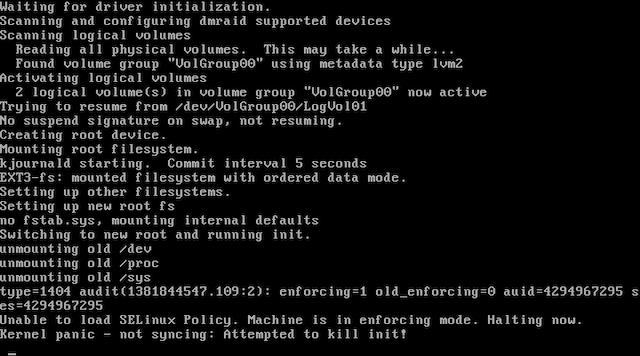 Waiting for driver initialization.
Scanning and configuring dmraid supported devices
Scanning logical volumes
  Reading all physical volumes.  This may take a while...
  Found volume group "VolGroup00" using metadata type lvm2
Activating logical volumes
  2 logical volume(s) in volume group "VolGroup00" now active
Trying to resume from /dev/VolGroup00/LogVol01
No suspend signature on swap, not resuming.
Creating root device.
Mounting root filesystem.
kjournald starting.  Commit interval 5 seconds
EXT3-fs: mounted filesystem with ordered data mode.
Setting up other filesystems.
Setting up new root fs
no fstab.sys, mounting internal defaults
Switching to new root and running init.
unmounting old /dev
unmounting old /proc
unmounting old /sys
type=1404 audit(1381844547.109:2): enforcing=1 old_enforcing=0 auid=4294967295 s
es=4294967295
Unable to load SELinux Policy. Machine is in enforcing mode. Halting now.
Kernel panic - not syncing: Attempted to kill init!